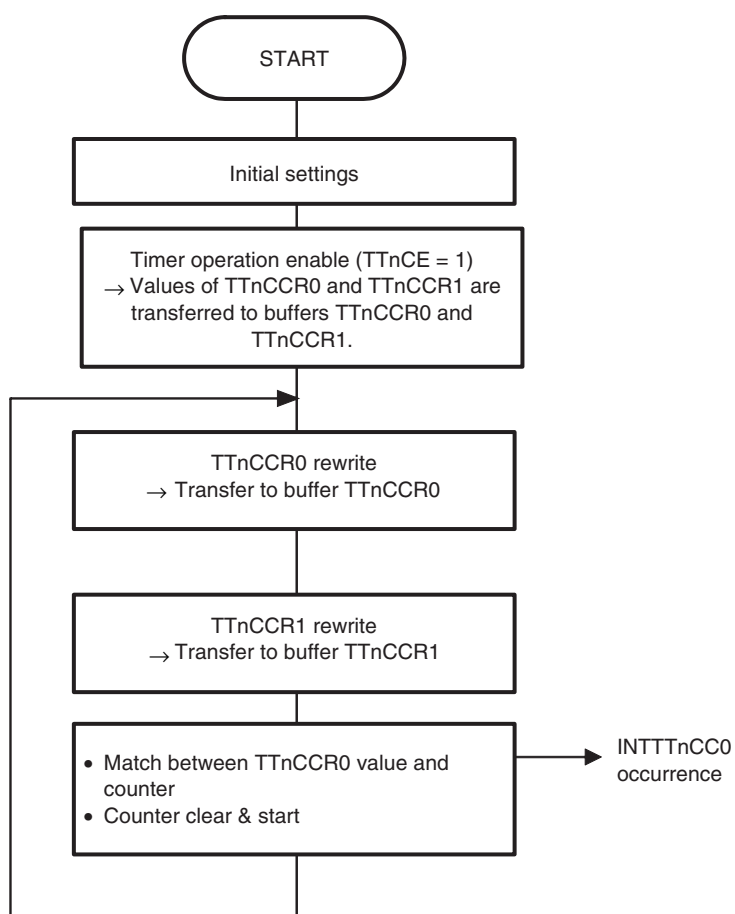 START
Initial settings
Timer operation enable (TTnCE = 1)
→ Values of TTnCCR0 and TTnCCR1 are
transferred to buffers TTnCCR0 and
TTnCCR1.
TTnCCR0 rewrite
→ Transfer to buffer TTnCCR0
TTnCCR1 rewrite
→ Transfer to buffer TTnCCR1
• Match between TTnCCR0 value and
counter
• Counter clear & start
INTTTnCC0
occurrence